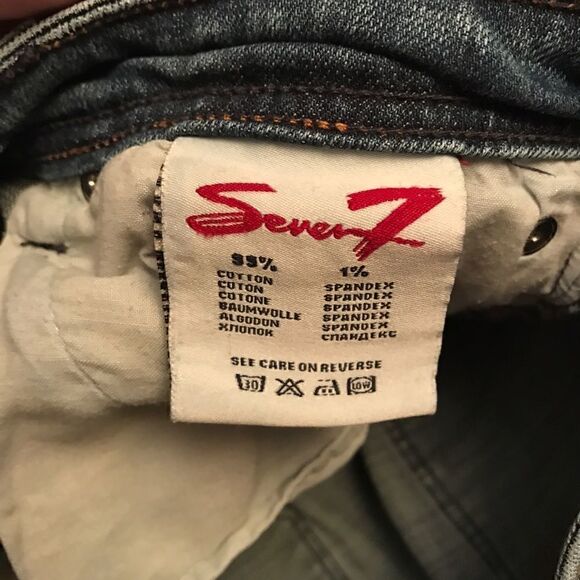 Seven7
99% 1%
COTTON SPANDEX
COTON SPANDEX
COTONE SPANDEX
BAUMWOLLE SPANDEX
ALGODON SPANDEX
ХЛОПОК СПАЙДЕКС
SEE CARE ON REVERSE
30 LOW